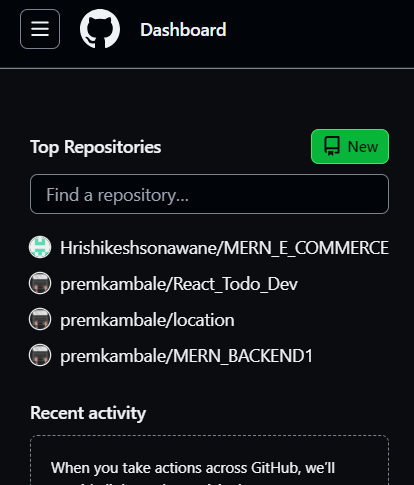 Dashboard
Top Repositories
New
Find a repository...
Hrishikeshsonawane/MERN_E_COMMERCE
premkambale/React_Todo_Dev
premkambale/location
premkambale/MERN_BACKEND1
Recent activity
When you take actions across GitHub, we'll